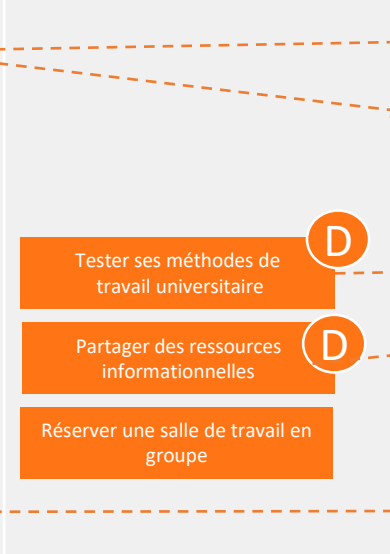 D
Tester ses méthodes de
travail universitaire
D
Partager des ressources
informationnelles
Réserver une salle de travail en
groupe